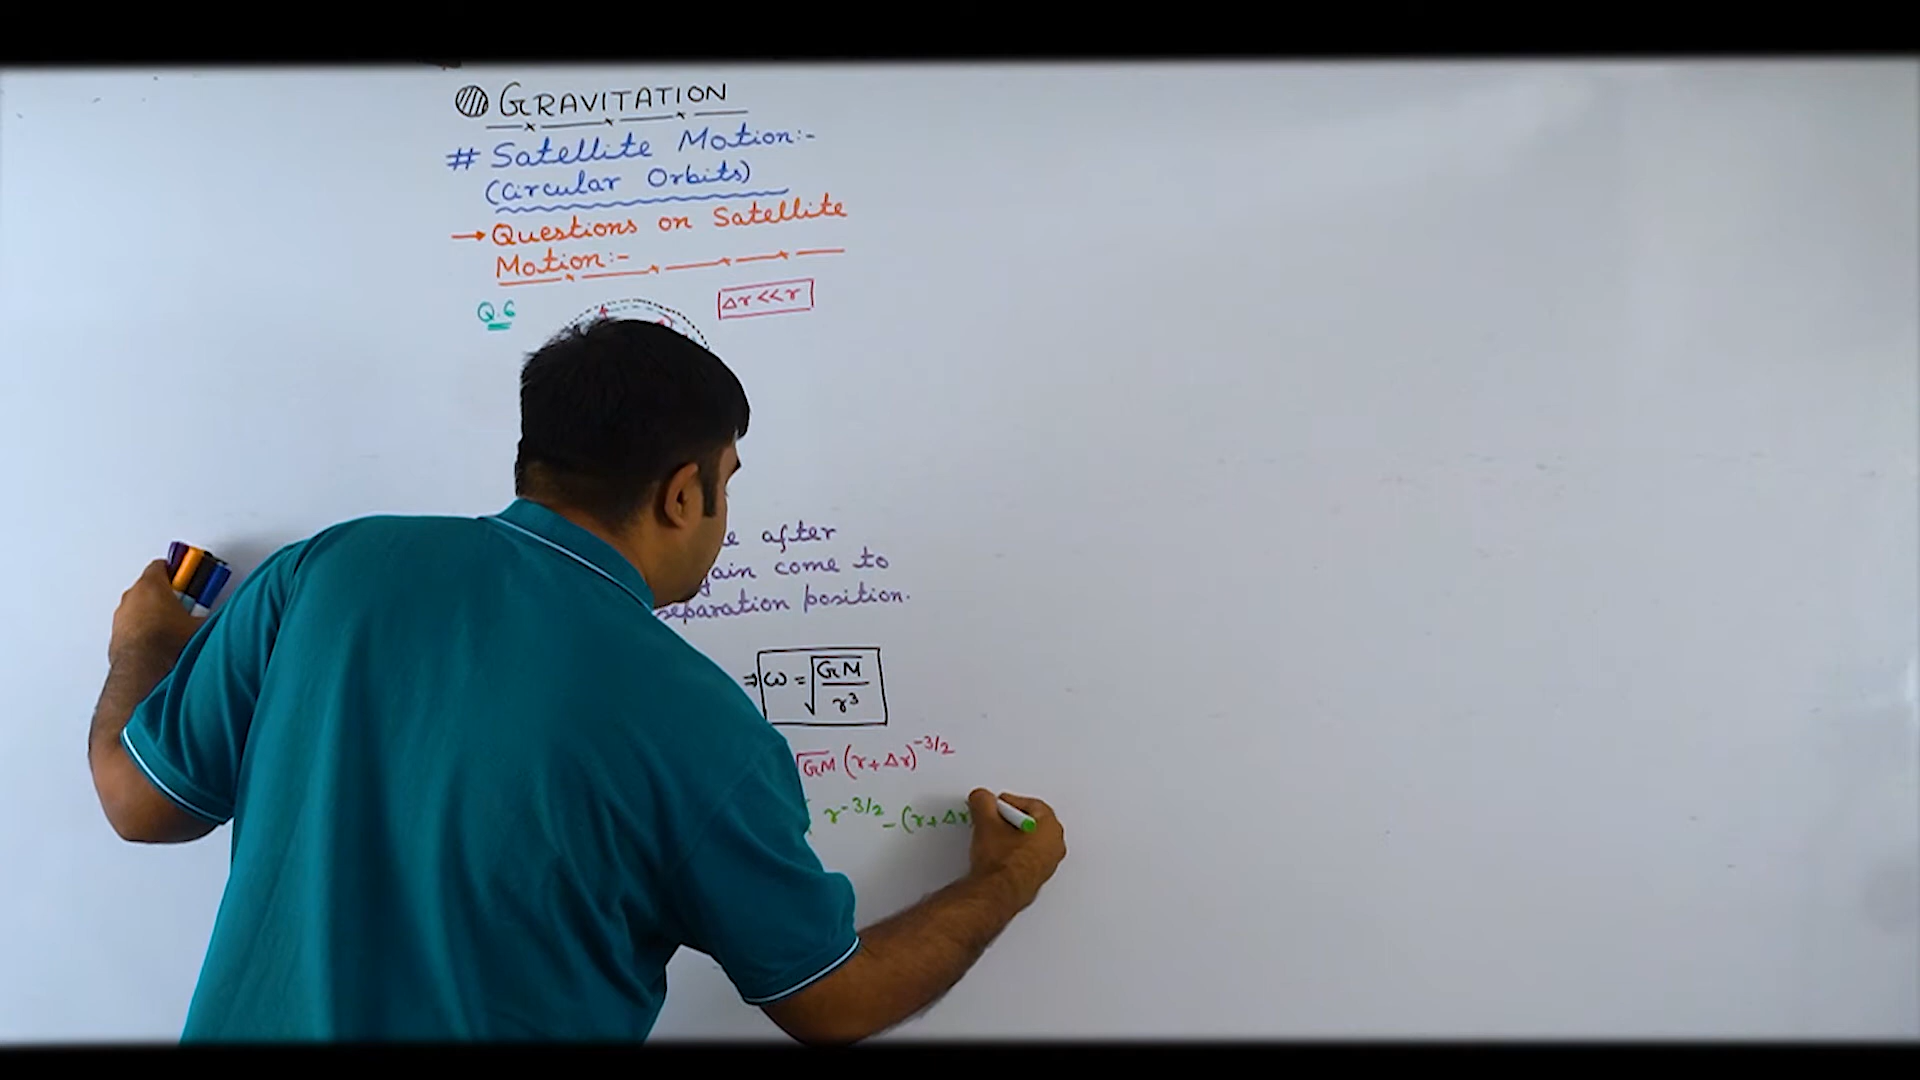 GRAVITATION
# Satellite Motion:-
(Circular Orbits)
→ Questions on Satellite
Motion:-
Q.6
Δr<<r
after
come to
separation position.
⇒ ω = √(GM/r³)
√GM (r+Δr)^-3/2
r^-3/2 - (r+Δr)